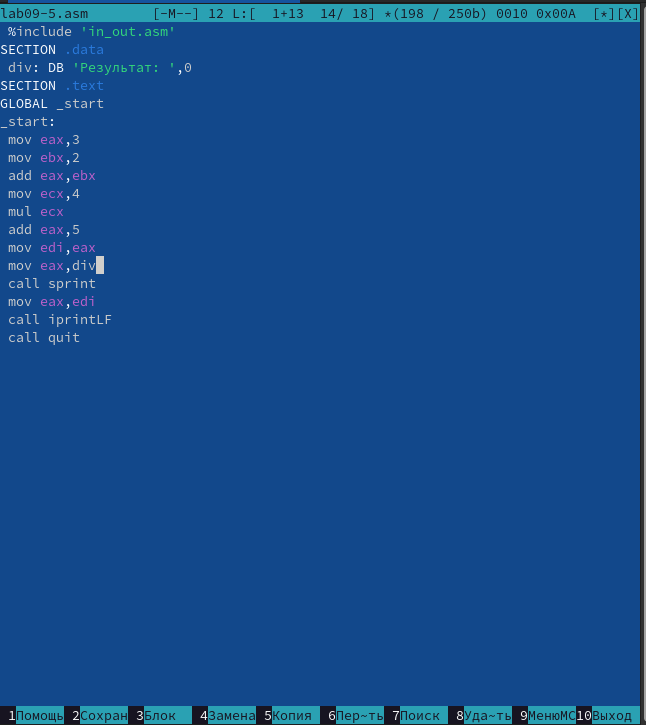 lab09-5.asm [-M--] 12 L:[ 1+13 14/ 18] *(198 / 250b) 0010 0x00A [*][X]
%include 'in_out.asm'
SECTION .data
div: DB 'Результат: ',0
SECTION .text
GLOBAL _start
_start:
mov eax,3
mov ebx,2
add eax,ebx
mov ecx,4
mul ecx
add eax,5
mov edi,eax
mov eax,div
call sprint
mov eax,edi
call iprintLF
call quit
1Помощь 2Сохран 3Блок 4Замена 5Копия 6Пер~ть 7Поиск 8Уда~ть 9МенюMC 10Выход